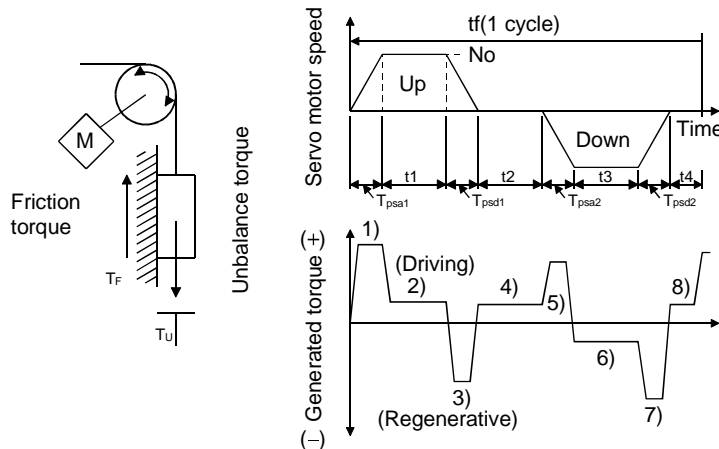 M
Friction
torque
TF
TU
Unbalance torque
Servo motor speed
tf(1 cycle)
No
Up
Down
Time
t1
t2
t3
t4
Tpsa1
Tpsd1
Tpsa2
Tpsd2
Generated torque
(+)
(−)
1)
(Driving)
2)
3)
(Regenerative)
4)
5)
6)
7)
8)